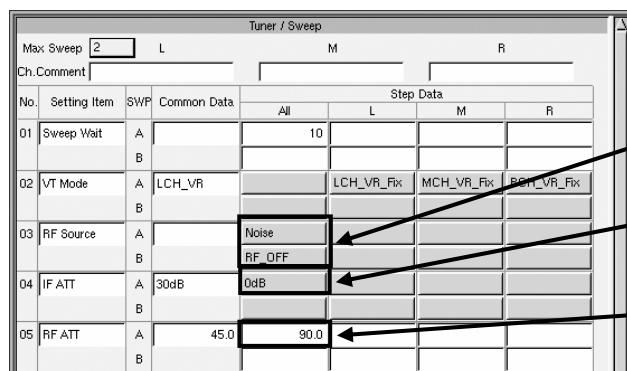 Tuner / Sweep
Max Sweep 2 L M R
Ch.Comment
No. Setting Item SWP Common Data Step Data
All L M R
01 Sweep Wait A 10
B
02 VT Mode A LCH_VR LCH_VR_Fix MCH_VR_Fix RCH_VR_Fix
B
03 RF Source A Noise
B RF_OFF
04 IF ATT A 30dB 0dB
B
05 RF ATT A 45.0 90.0
B